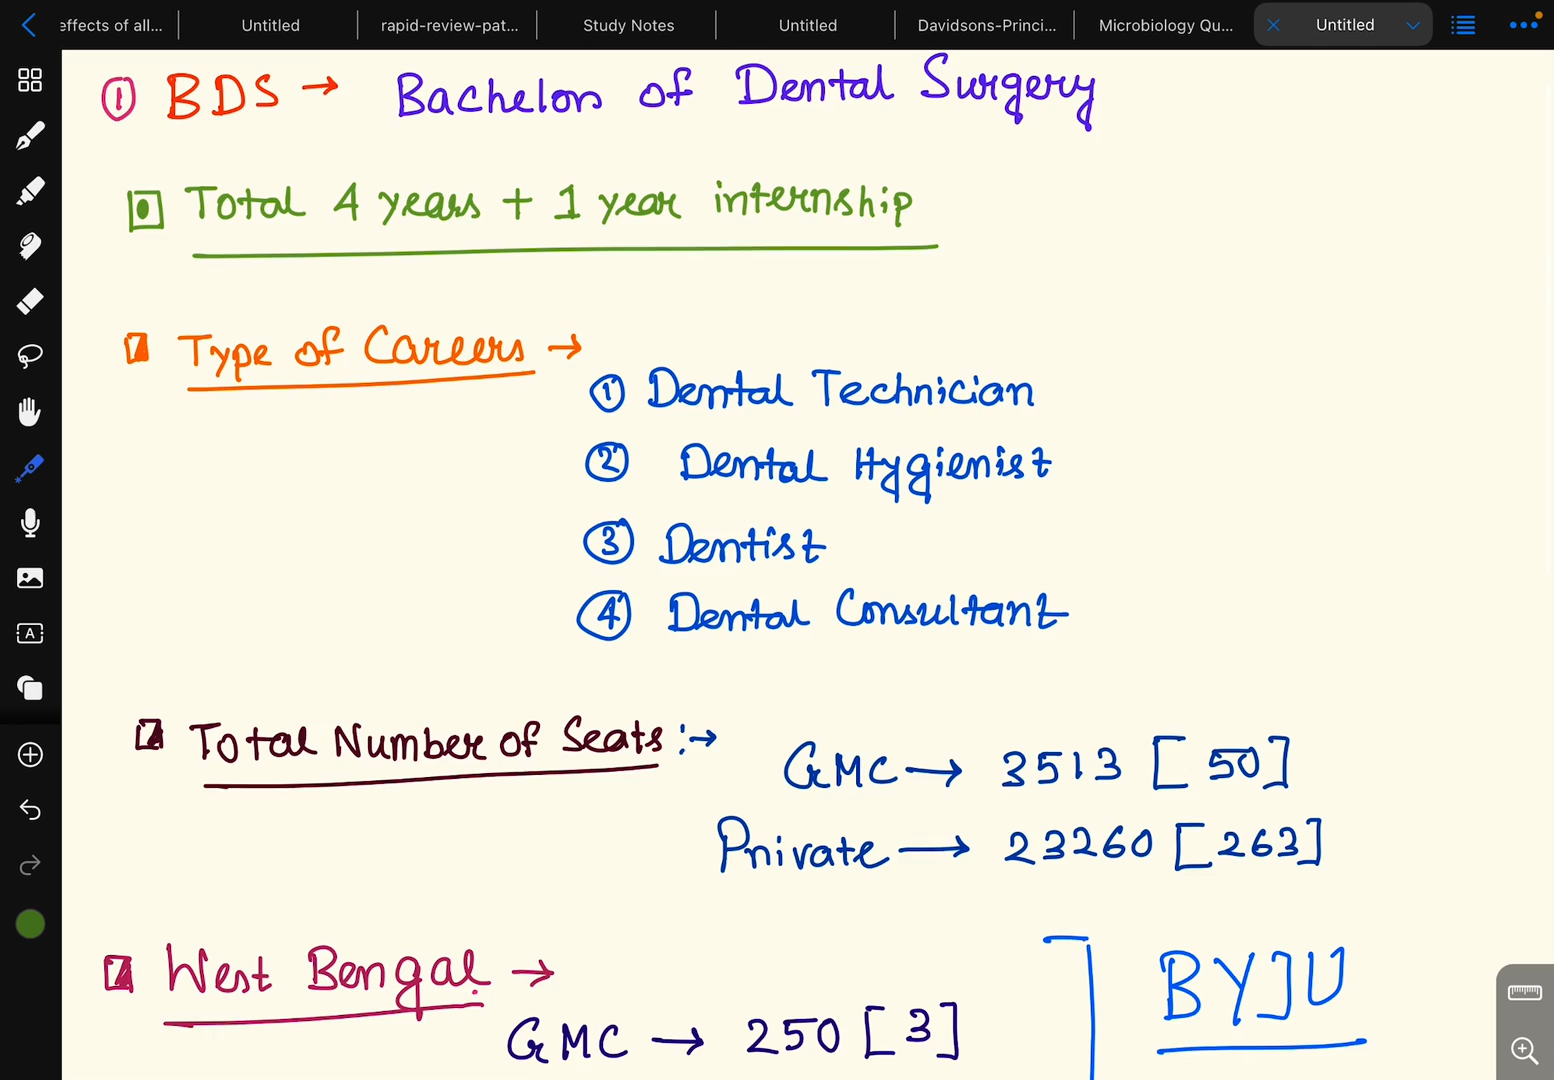 effects of all...
Untitled
rapid-review-pat...
Study Notes
Untitled
Davidsons-Princi...
Microbiology Qu...
Untitled
① BDS → Bachelors of Dental Surgery
Total 4 years + 1 year internship
Type of Careers →
① Dental Technician
② Dental Hygienist
③ Dentist
④ Dental Consultant
Total Number of Seats :→
GMC → 3513 [50]
Private → 23260 [263]
West Bengal →
GMC → 250 [3]
BYJU
A